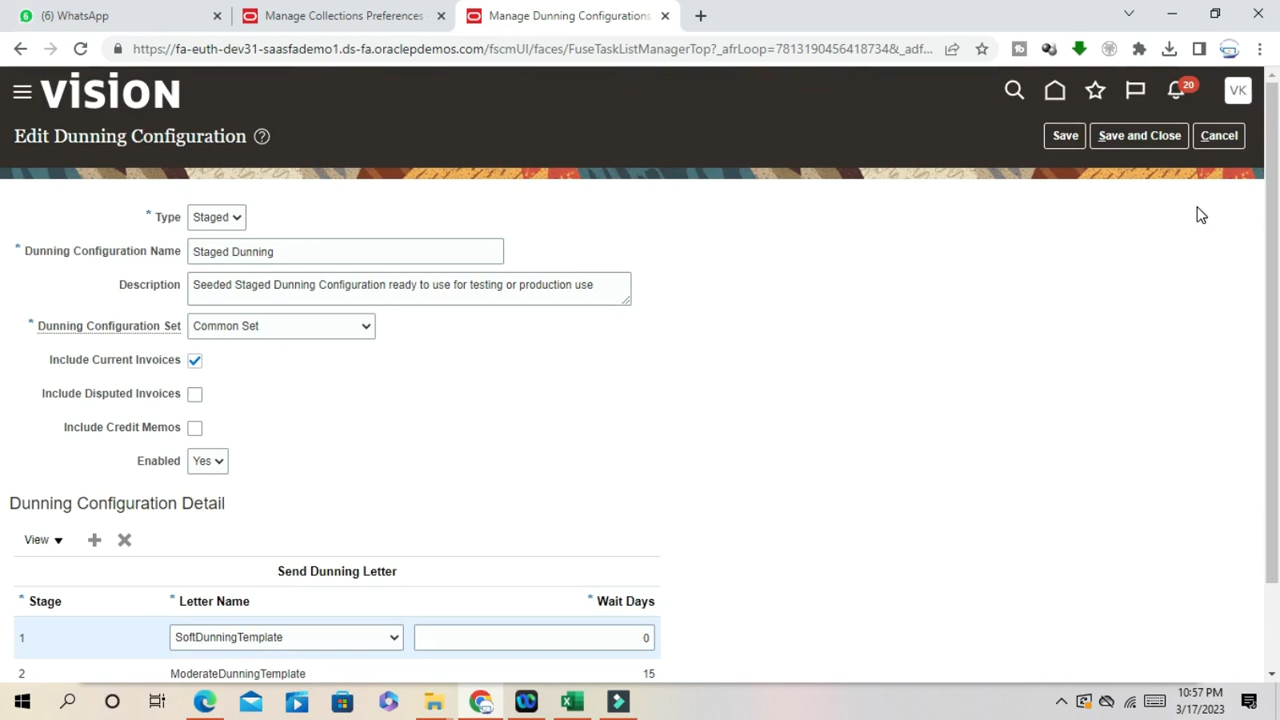 (6) WhatsApp
Manage Collections Preferences
Manage Dunning Configurations
https://fa-euth-dev31-saasfademo1.ds-fa.oraclepdemos.com/fscmUI/faces/FuseTaskListManagerTop?_afrLoop=78131904564187​34&_adf...
VISION
20
VK
Edit Dunning Configuration
Save
Save and Close
Cancel
* Type Staged
* Dunning Configuration Name Staged Dunning
Description Seeded Staged Dunning Configuration ready to use for testing or production use
* Dunning Configuration Set Common Set
Include Current Invoices
Include Disputed Invoices
Include Credit Memos
Enabled Yes
Dunning Configuration Detail
View
Send Dunning Letter
* Stage * Letter Name * Wait Days
1 SoftDunningTemplate 0
2 ModerateDunningTemplate 15
10:57 PM
3/17/2023